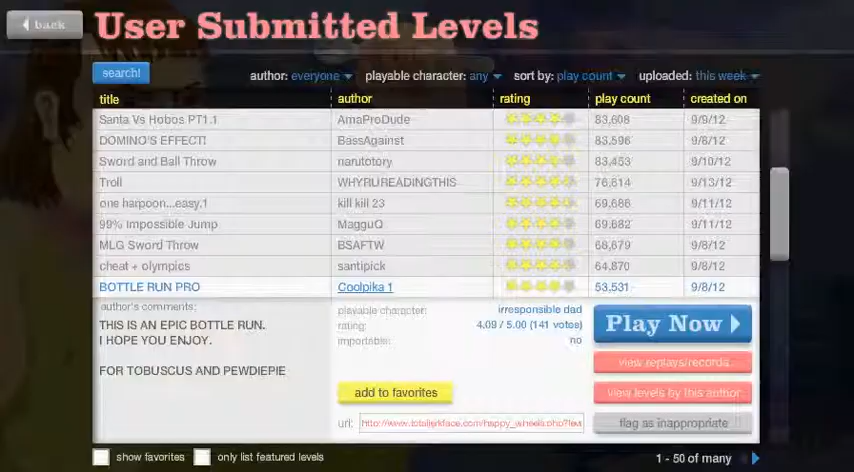 back
User Submitted Levels
search!
author: everyone playable character: any sort by: play count uploaded: this week
title author rating play count created on
Santa Vs Hobos PT1.1 AmaProDude 83,608 9/9/12
DOMINO'S EFFECT! BassAgainst 83,596 9/8/12
Sword and Ball Throw narutotory 83,453 9/10/12
Troll WHYRUREADINGTHIS 76,614 9/13/12
one harpoon...easy.1 kill kill 23 69,686 9/11/12
99% Impossible Jump MagguQ 69,682 9/11/12
MLG Sword Throw BSAFTW 68,679 9/8/12
cheat + olympics santipick 64,870 9/8/12
BOTTLE RUN PRO Coolpika 1 53,531 9/8/12
author's comments:
THIS IS AN EPIC BOTTLE RUN.
I HOPE YOU ENJOY.
FOR TOBUSCUS AND PEWDIEPIE
playable character: irresponsible dad
rating: 4.09 / 5.00 (141 votes)
importable: no
add to favorites
url: http://www.totaljerkface.com/happy_wheels.php?lev
Play Now
view replays/records
view levels by this author
flag as inappropriate
show favorites only list featured levels 1 - 50 of many